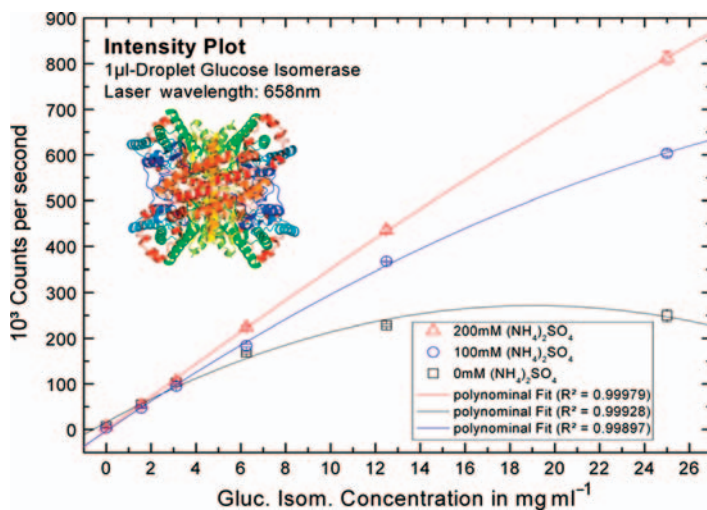 Intensity Plot
1µl-Droplet Glucose Isomerase
Laser wavelength: 658nm
10³ Counts per second
900
800
700
600
500
400
300
200
100
0
200mM (NH₄)₂SO₄
100mM (NH₄)₂SO₄
0mM (NH₄)₂SO₄
polynominal Fit (R² = 0.99979)
polynominal Fit (R² = 0.99928)
polynominal Fit (R² = 0.99897)
0 2 4 6 8 10 12 14 16 18 20 22 24 26
Gluc. Isom. Concentration in mg ml⁻¹